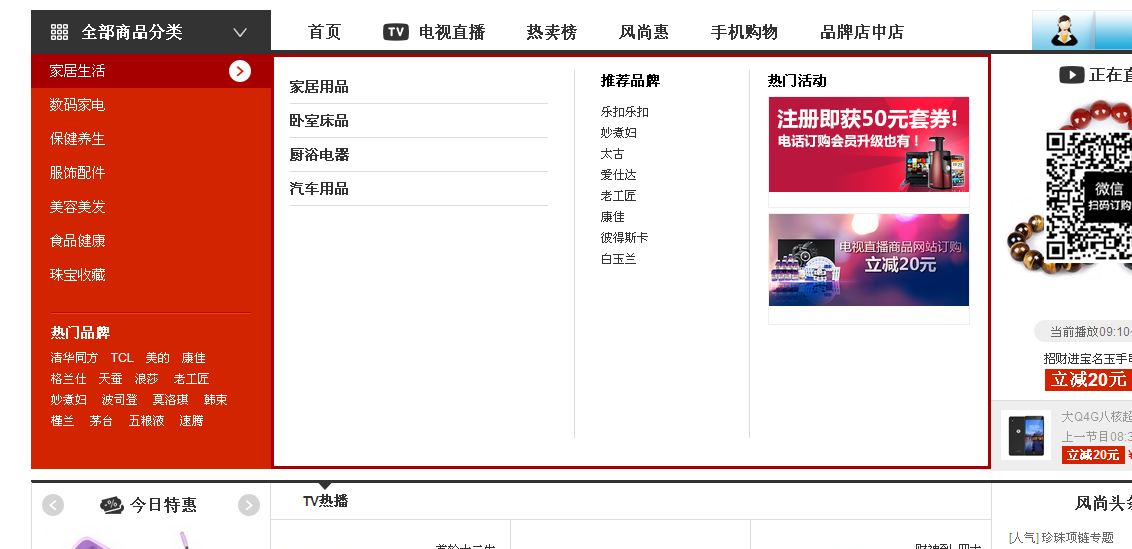 全部商品分类
首页 TV 电视直播 热卖榜 风尚惠 手机购物 品牌店中店
家居生活
数码家电
保健养生
服饰配件
美容美发
食品健康
珠宝收藏
热门品牌
清华同方 TCL 美的 康佳
格兰仕 天蚕 浪莎 老工匠
妙煮妇 波司登 莫洛琪 韩束
槿兰 茅台 五粮液 速腾
家居用品
卧室床品
厨浴电器
汽车用品
推荐品牌
乐扣乐扣
妙煮妇
太古
爱仕达
老工匠
康佳
彼得斯卡
白玉兰
热门活动
注册即获50元套券!
电话订购会员升级也有！
电视直播商品网站订购
立减20元
正在直
微信
扫码订购
当前播放09:10-
招财进宝名玉手串
立减20元
大Q4G八核超
上一节目08:3
立减20元 ¥
今日特惠
TV热播
风尚头条
[人气] 珍珠项链专题